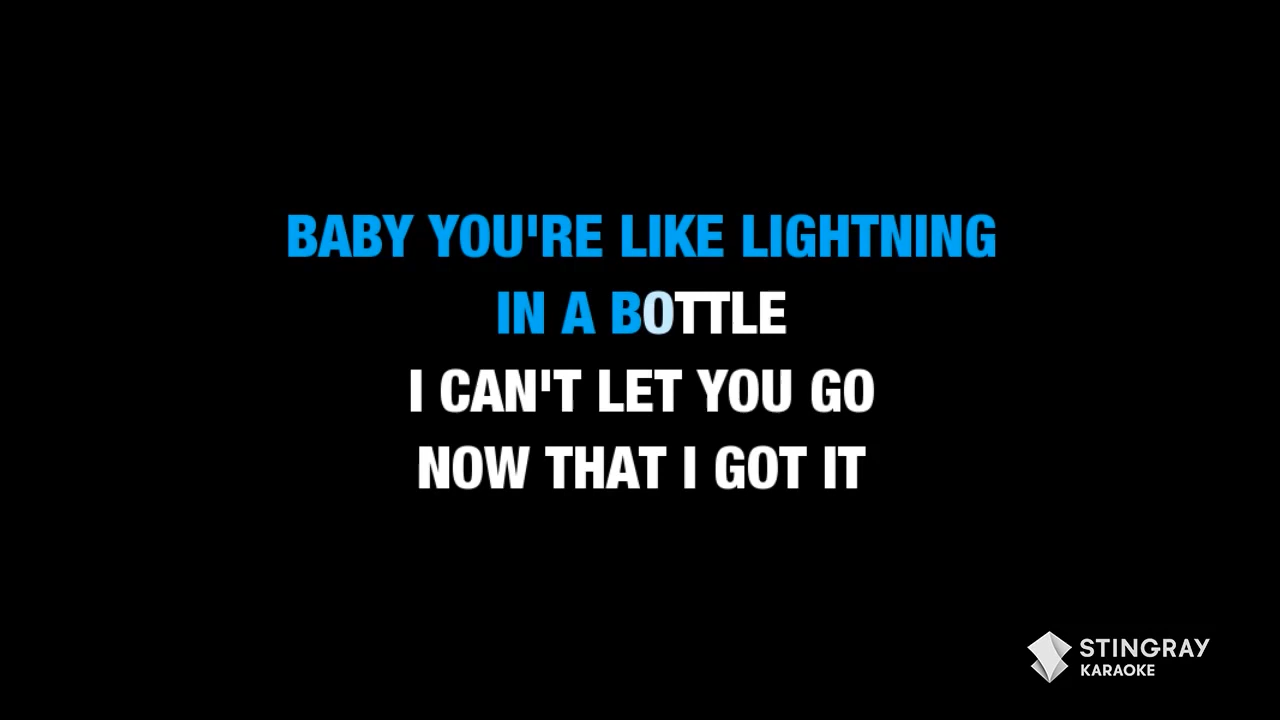 BABY YOU'RE LIKE LIGHTNING
IN A BOTTLE
I CAN'T LET YOU GO
NOW THAT I GOT IT
STINGRAY
KARAOKE